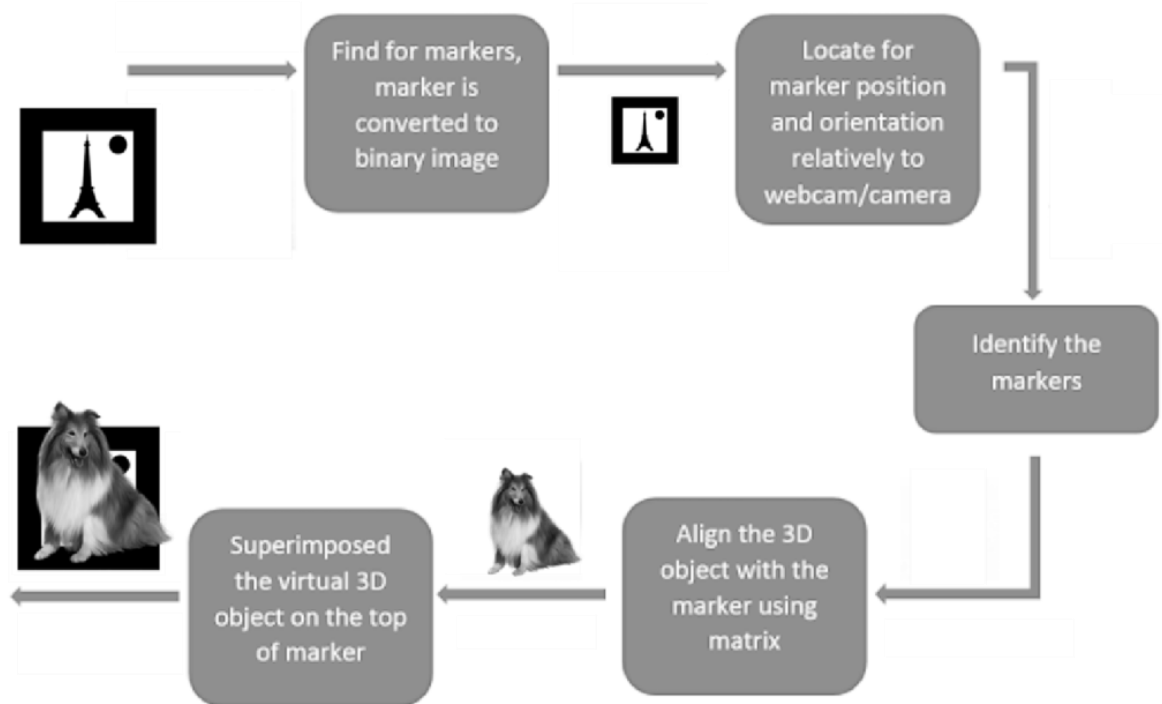 Find for markers,
marker is
converted to
binary image
Locate for
marker position
and orientation
relatively to
webcam/camera
Identify the
markers
Align the 3D
object with the
marker using
matrix
Superimposed
the virtual 3D
object on the top
of marker